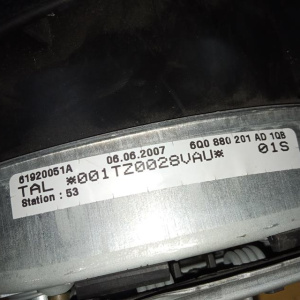 61920051A 06.06.2007 6Q0 880 201 AD 1QB
TAL *001TZ0028VAU* 01S
Station : 53